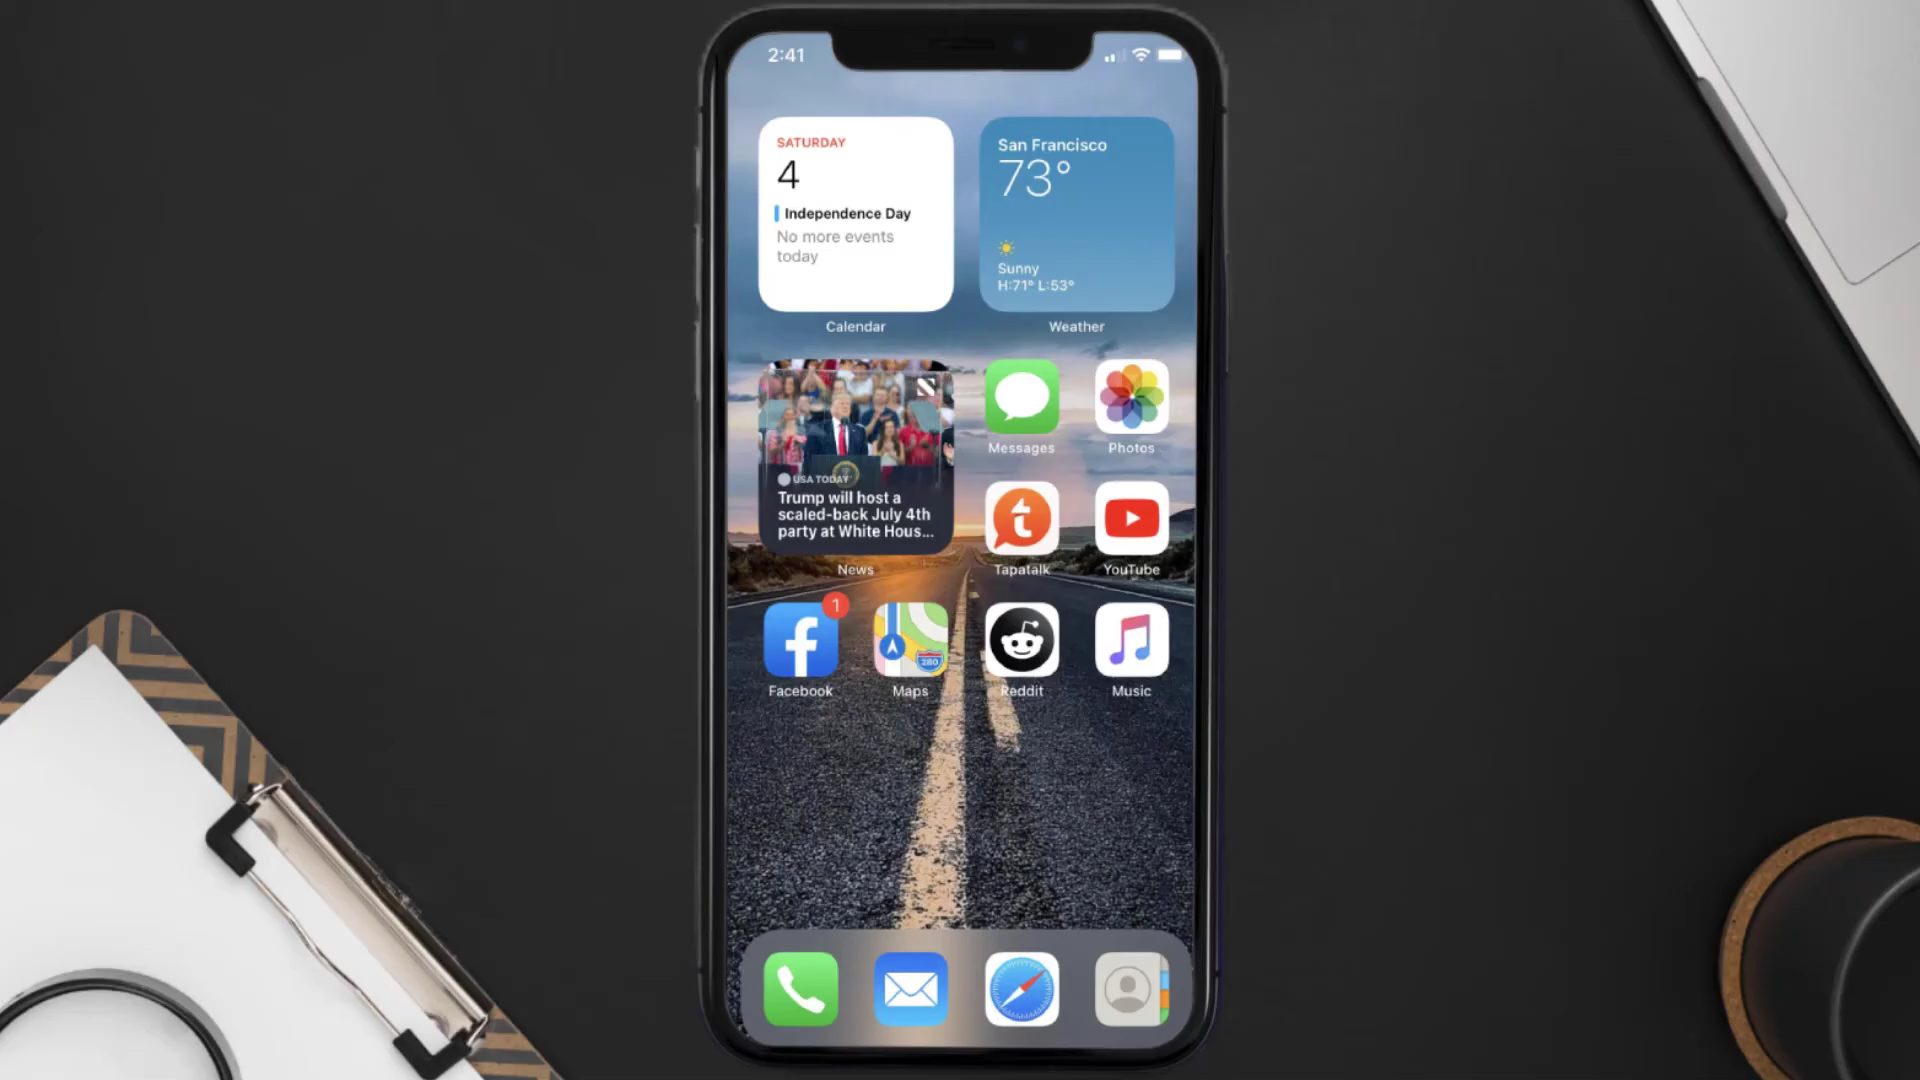 2:41
SATURDAY
4
Independence Day
No more events
today
Calendar
San Francisco
73°
Sunny
H:71° L:53°
Weather
USA TODAY
Trump will host a
scaled-back July 4th
party at White Hous...
News
Messages
Photos
Tapatalk
YouTube
1
280
Facebook
Maps
Reddit
Music